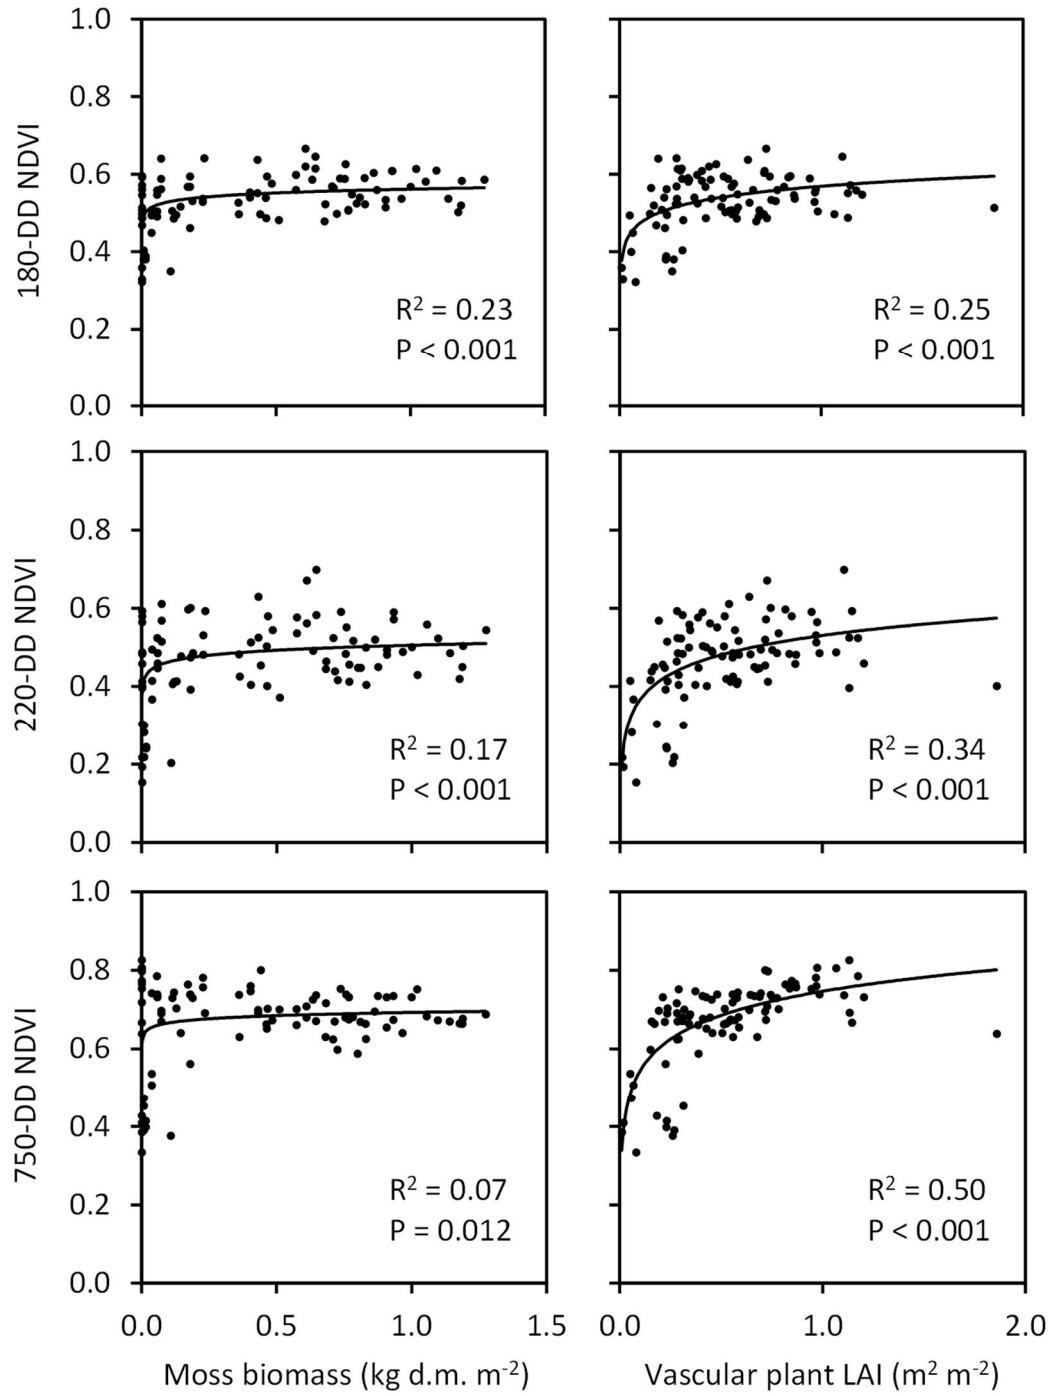 1.0
0.8
0.6
0.4
0.2
0.0
180-DD NDVI
R² = 0.23
P < 0.001
R² = 0.25
P < 0.001
1.0
0.8
0.6
0.4
0.2
0.0
220-DD NDVI
R² = 0.17
P < 0.001
R² = 0.34
P < 0.001
1.0
0.8
0.6
0.4
0.2
0.0
750-DD NDVI
R² = 0.07
P = 0.012
R² = 0.50
P < 0.001
0.0 0.5 1.0 1.5
0.0 1.0 2.0
Moss biomass (kg d.m. m⁻²)
Vascular plant LAI (m² m⁻²)